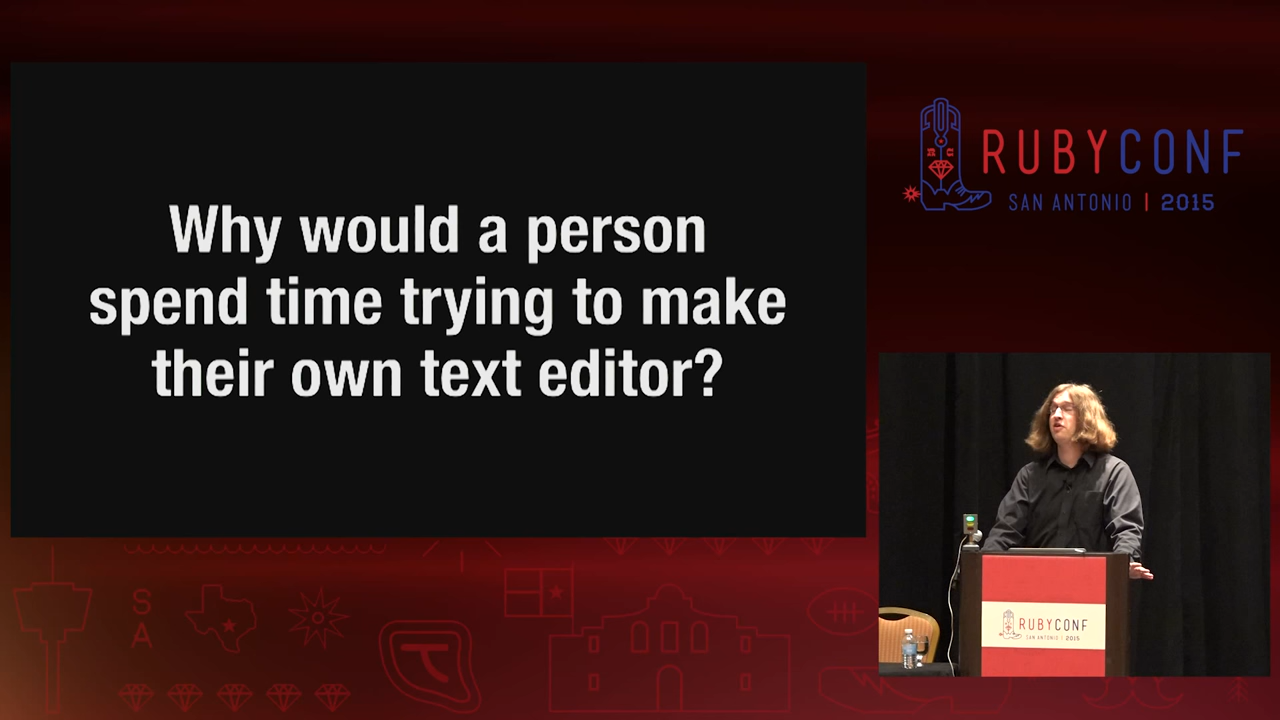 Why would a person
spend time trying to make
their own text editor?
RUBYCONF
SAN ANTONIO | 2015
S
A
RUBYCONF
SAN ANTONIO | 2015